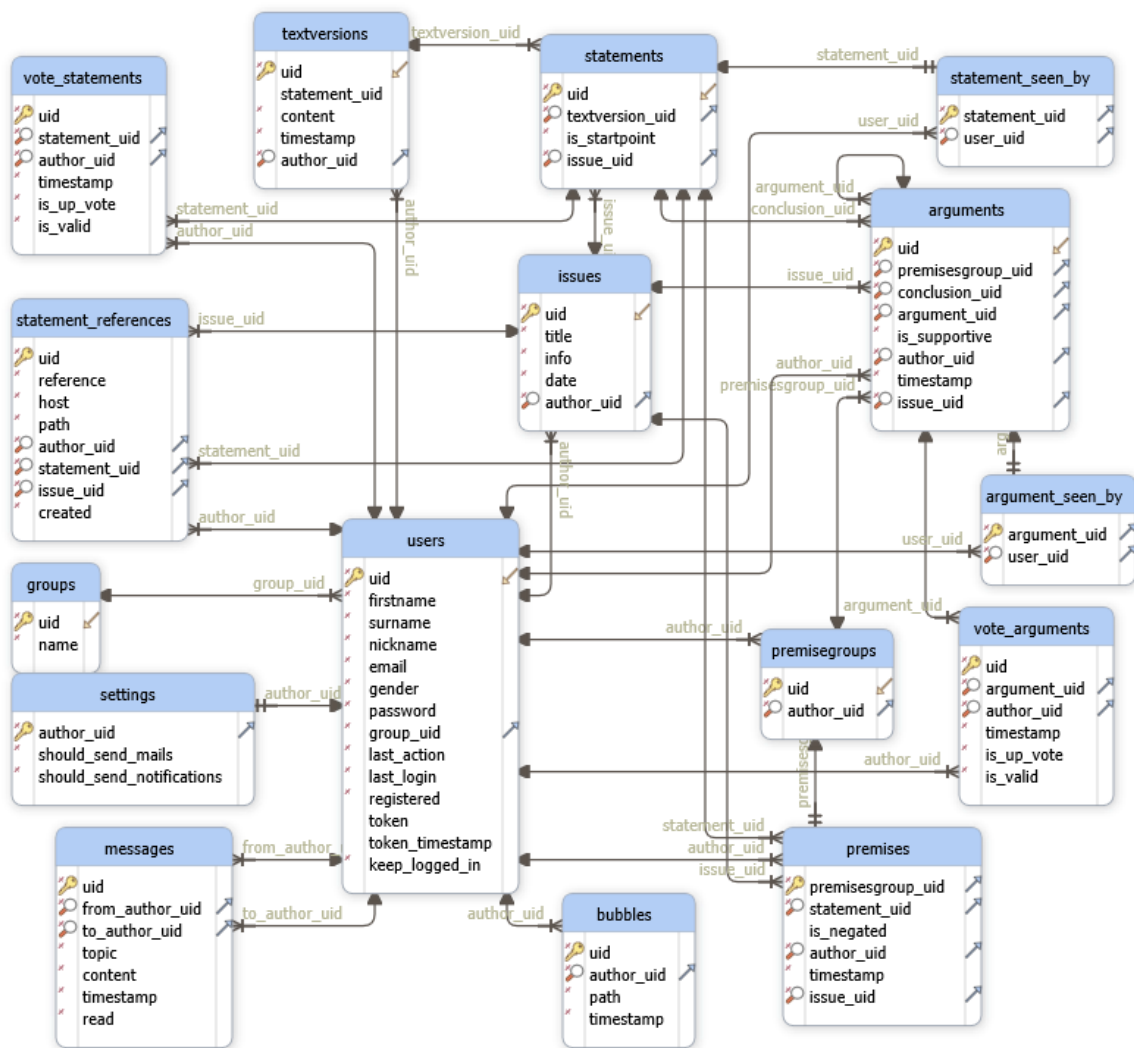 textversions
uid
statement_uid
content
timestamp
author_uid
textversion_uid
statements
uid
textversion_uid
is_startpoint
issue_uid
statement_uid
statement_seen_by
statement_uid
user_uid
user_uid
vote_statements
uid
statement_uid
author_uid
timestamp
is_up_vote
is_valid
statement_uid
author_uid
author_uid
argument_uid
conclusion_uid
arguments
uid
premisesgroup_uid
conclusion_uid
argument_uid
is_supportive
author_uid
timestamp
issue_uid
issue_uid
author_uid
premisesgroup_uid
issue_ui
issues
uid
title
info
date
author_uid
author_uid
statement_references
uid
reference
host
path
author_uid
statement_uid
issue_uid
created
issue_uid
statement_uid
author_uid
arg
argument_seen_by
argument_uid
user_uid
user_uid
users
uid
firstname
surname
nickname
email
gender
password
group_uid
last_action
last_login
registered
token
token_timestamp
keep_logged_in
groups
uid
name
group_uid
settings
author_uid
should_send_mails
should_send_notifications
author_uid
author_uid
premisegroups
uid
author_uid
argument_uid
vote_arguments
uid
argument_uid
author_uid
timestamp
is_up_vote
is_valid
author_uid
premisesg
messages
uid
from_author_uid
to_author_uid
topic
content
timestamp
read
from_author_
to_author_uid
author_uid
bubbles
uid
author_uid
path
timestamp
statement_uid
author_uid
issue_uid
premises
premisesgroup_uid
statement_uid
is_negated
author_uid
timestamp
issue_uid